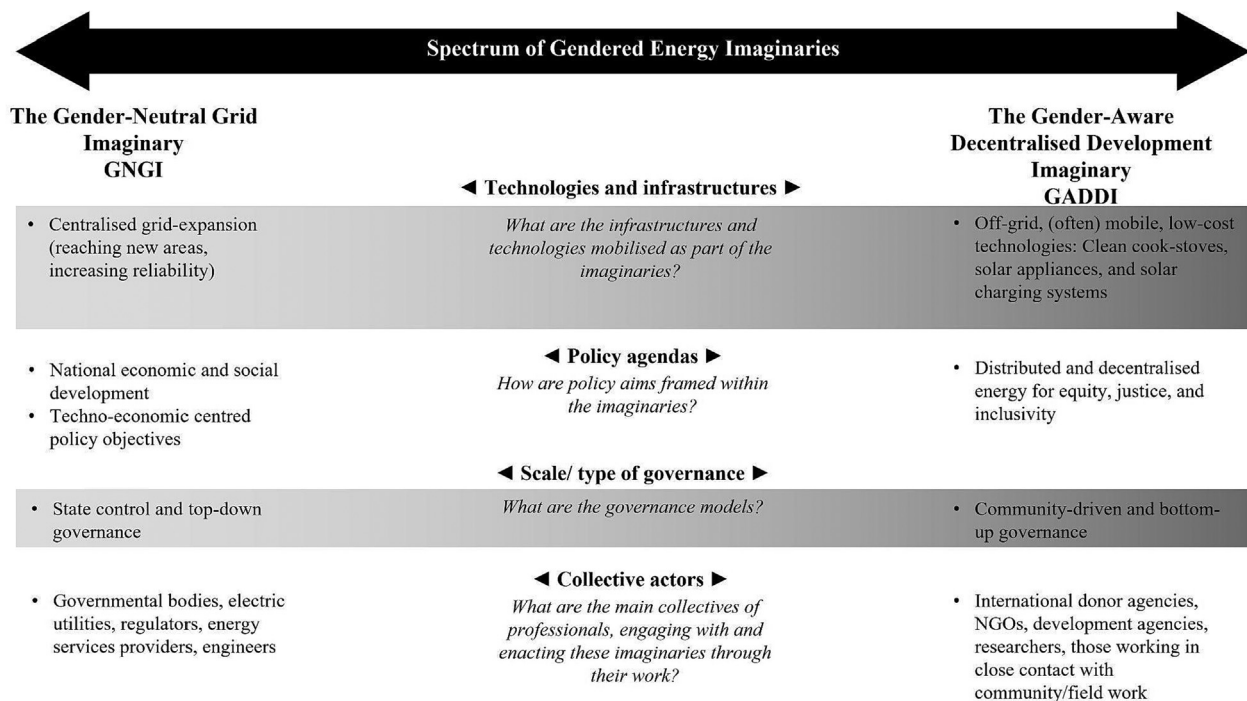 Spectrum of Gendered Energy Imaginaries
The Gender-Neutral Grid
Imaginary
GNGI
The Gender-Aware
Decentralised Development
Imaginary
GADDI
◄ Technologies and infrastructures ►
• Centralised grid-expansion
(reaching new areas,
increasing reliability)
What are the infrastructures and
technologies mobilised as part of the
imaginaries?
• Off-grid, (often) mobile, low-cost
technologies: Clean cook-stoves,
solar appliances, and solar
charging systems
◄ Policy agendas ►
• National economic and social
development
• Techno-economic centred
policy objectives
How are policy aims framed within
the imaginaries?
• Distributed and decentralised
energy for equity, justice, and
inclusivity
◄ Scale/ type of governance ►
• State control and top-down
governance
What are the governance models?
• Community-driven and bottom-
up governance
◄ Collective actors ►
• Governmental bodies, electric
utilities, regulators, energy
services providers, engineers
What are the main collectives of
professionals, engaging with and
enacting these imaginaries through
their work?
• International donor agencies,
NGOs, development agencies,
researchers, those working in
close contact with
community/field work